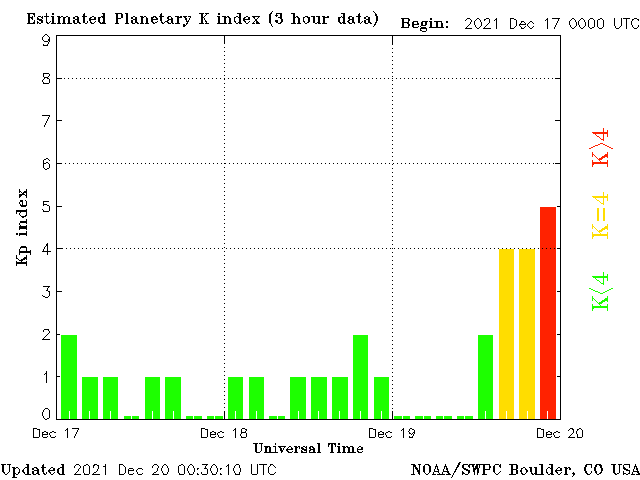 Estimated Planetary K index (3 hour data) Begin: 2021 Dec 17 0000 UTC
9
8
7
6
5
4
3
2
1
0
Kp index
K<4 K=4 K>4
Dec 17 Dec 18 Dec 19 Dec 20
Universal Time
Updated 2021 Dec 20 00:30:10 UTC NOAA/SWPC Boulder, CO USA